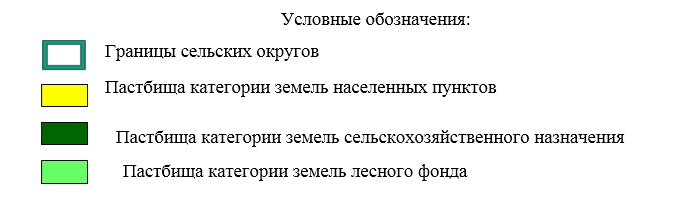 Условные обозначения:
Границы сельских округов
Пастбища категории земель населенных пунктов
Пастбища категории земель сельскохозяйственного назначения
Пастбища категории земель лесного фонда